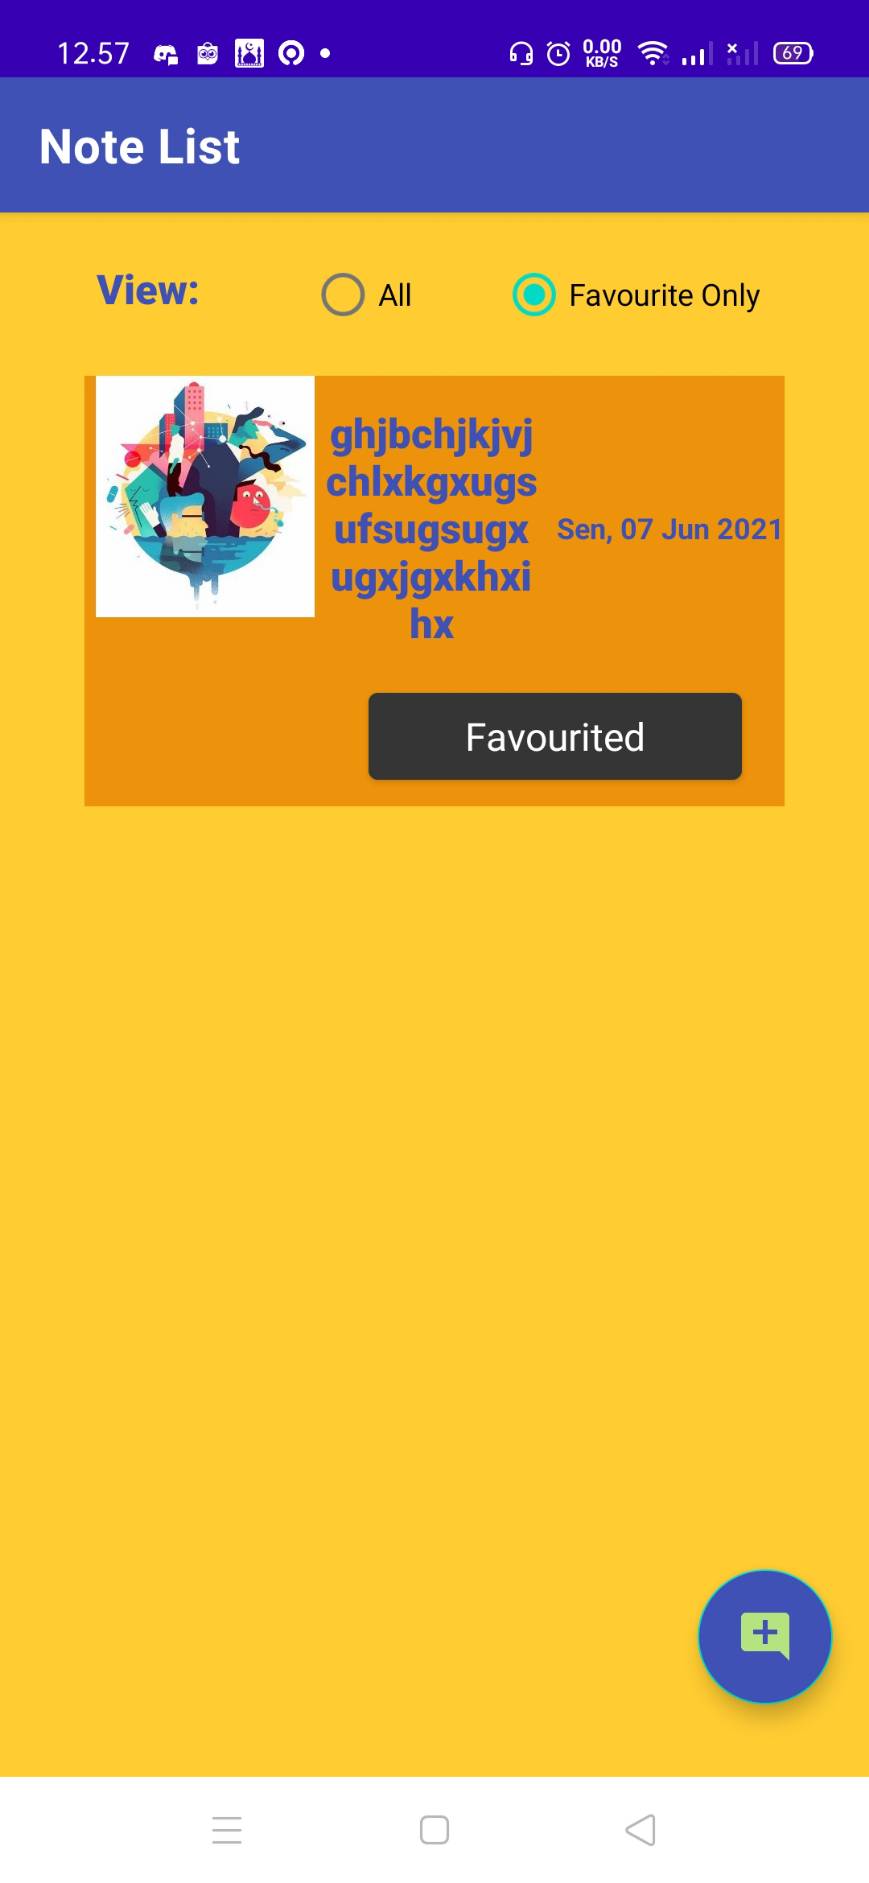 12.57
0.00
KB/S
69
Note List
View:
All
Favourite Only
ghjbchjkjvj
chlxkgxugs
ufsugsugx
ugxjgxkhxi
hx
Sen, 07 Jun 2021
Favourited